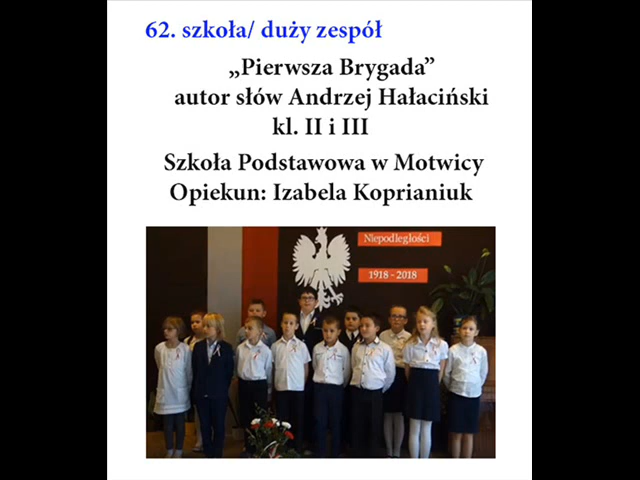 62. szkoła/ duży zespół
„Pierwsza Brygada”
autor słów Andrzej Hałaciński
kl. II i III
Szkoła Podstawowa w Motwicy
Opiekun: Izabela Koprianiuk
Niepodległości
1918 - 2018